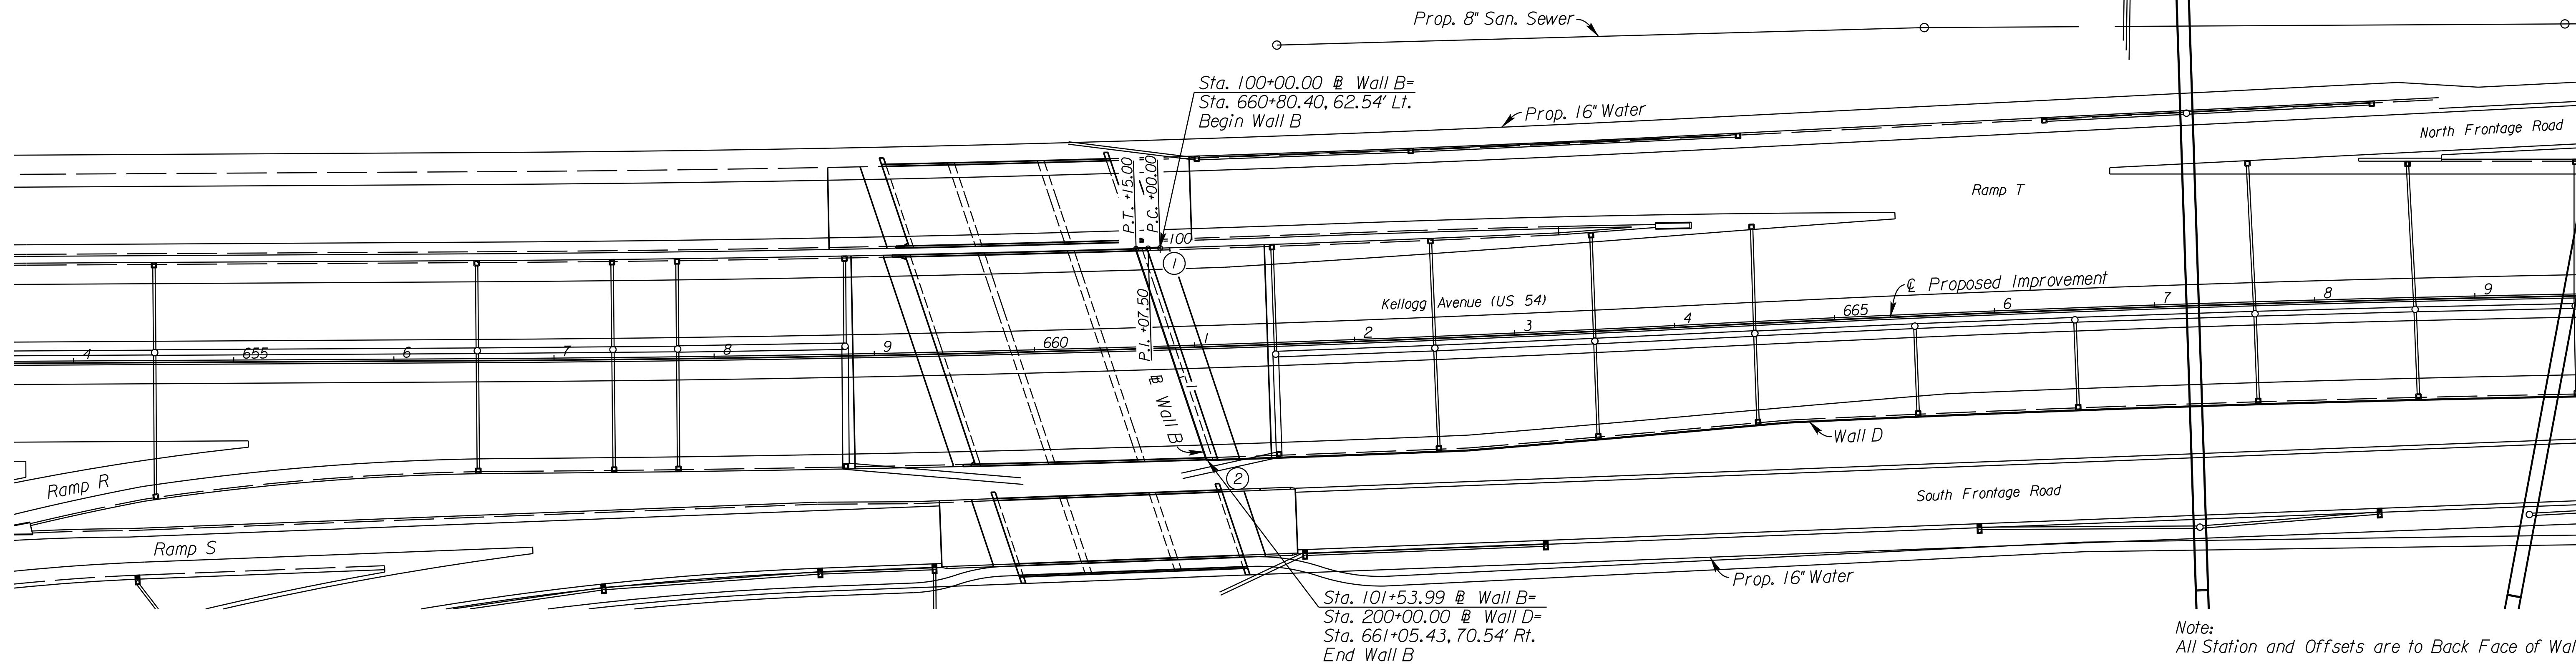 Prop. 8" San. Sewer
Sta. 100+00.00 ℄ Wall B=
Sta. 660+80.40, 62.54' Lt.
Begin Wall B
Prop. 16" Water
North Frontage Road
Ramp T
P.T. +15.00
P.C. +00.00
100
1
P.I. +07.50
Kellogg Avenue (US 54)
℄ Proposed Improvement
4
655
6
7
8
9
660
1
2
3
4
665
6
7
8
9
1
℄ Wall B
Wall D
2
Ramp R
Ramp S
South Frontage Road
Prop. 16" Water
Sta. 101+53.99 ℄ Wall B=
Sta. 200+00.00 ℄ Wall D=
Sta. 661+05.43, 70.54' Rt.
End Wall B
Note:
All Station and Offsets are to Back Face of Wal